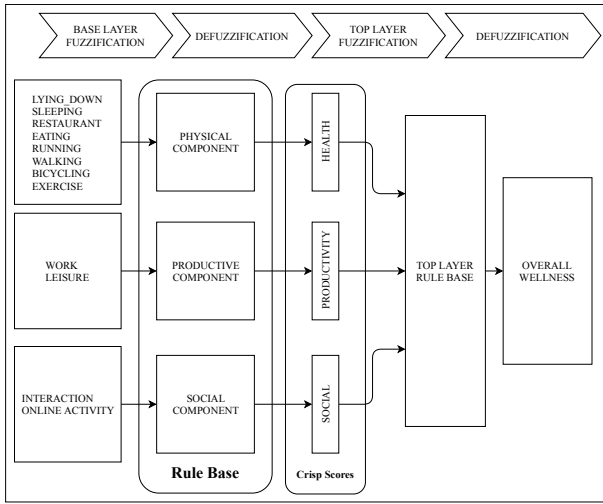 BASE LAYER
FUZZIFICATION
DEFUZZIFICATION
TOP LAYER
FUZZIFICATION
DEFUZZIFICATION
LYING_DOWN
SLEEPING
RESTAURANT
EATING
RUNNING
WALKING
BICYCLING
EXERCISE
PHYSICAL
COMPONENT
HEALTH
WORK
LEISURE
PRODUCTIVE
COMPONENT
PRODUCTIVITY
TOP LAYER
RULE BASE
OVERALL
WELLNESS
INTERACTION
ONLINE ACTIVITY
SOCIAL
COMPONENT
SOCIAL
Rule Base
Crisp Scores